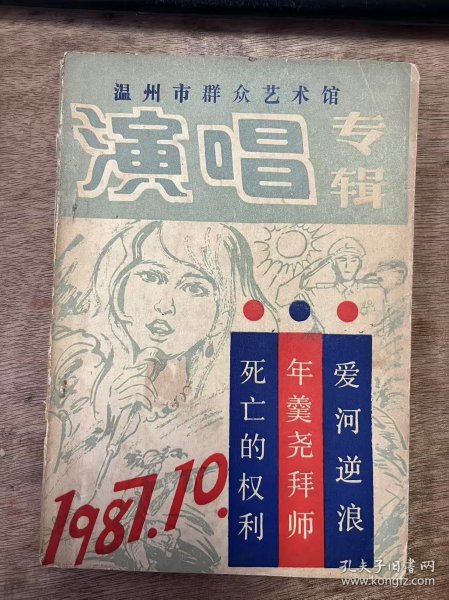 温州市群众艺术馆
演唱
专辑
爱河逆浪
年羹尧拜师
死亡的权利
1987.10.
孔夫子旧书网
www.kongfz.com